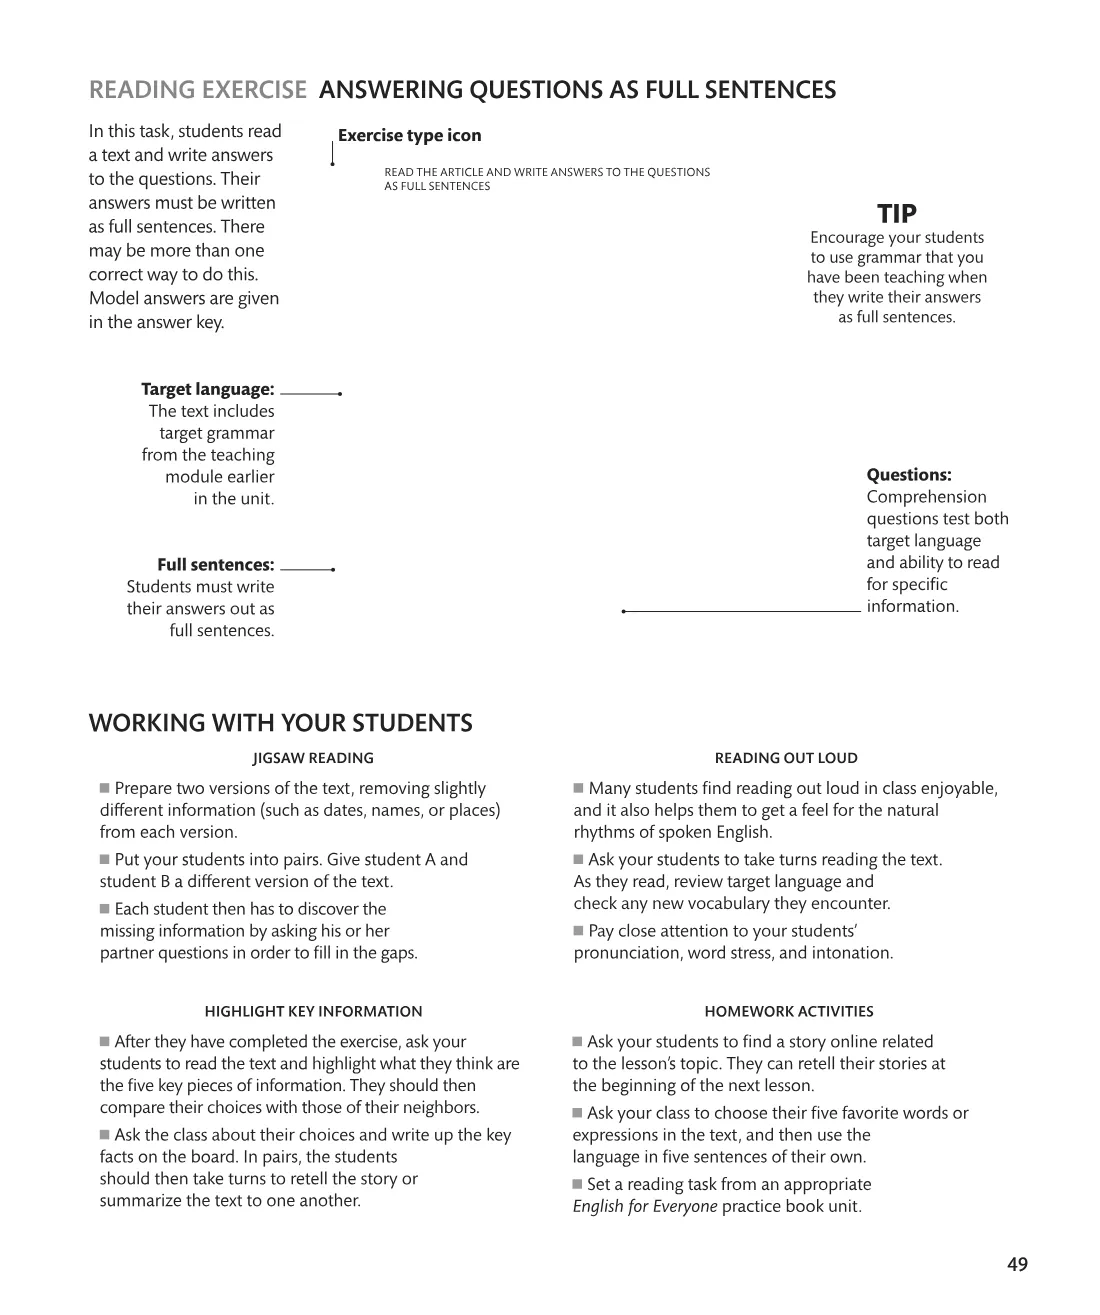 READING EXERCISE ANSWERING QUESTIONS AS FULL SENTENCES
In this task, students read
a text and write answers
to the questions. Their
answers must be written
as full sentences. There
may be more than one
correct way to do this.
Model answers are given
in the answer key.
Exercise type icon
READ THE ARTICLE AND WRITE ANSWERS TO THE QUESTIONS
AS FULL SENTENCES
TIP
Encourage your students
to use grammar that you
have been teaching when
they write their answers
as full sentences.
Target language:
The text includes
target grammar
from the teaching
module earlier
in the unit.
Full sentences:
Students must write
their answers out as
full sentences.
Questions:
Comprehension
questions test both
target language
and ability to read
for specific
information.
WORKING WITH YOUR STUDENTS
JIGSAW READING
■ Prepare two versions of the text, removing slightly
different information (such as dates, names, or places)
from each version.
■ Put your students into pairs. Give student A and
student B a different version of the text.
■ Each student then has to discover the
missing information by asking his or her
partner questions in order to fill in the gaps.
READING OUT LOUD
■ Many students find reading out loud in class enjoyable,
and it also helps them to get a feel for the natural
rhythms of spoken English.
■ Ask your students to take turns reading the text.
As they read, review target language and
check any new vocabulary they encounter.
■ Pay close attention to your students’
pronunciation, word stress, and intonation.
HIGHLIGHT KEY INFORMATION
■ After they have completed the exercise, ask your
students to read the text and highlight what they think are
the five key pieces of information. They should then
compare their choices with those of their neighbors.
■ Ask the class about their choices and write up the key
facts on the board. In pairs, the students
should then take turns to retell the story or
summarize the text to one another.
HOMEWORK ACTIVITIES
■ Ask your students to find a story online related
to the lesson’s topic. They can retell their stories at
the beginning of the next lesson.
■ Ask your class to choose their five favorite words or
expressions in the text, and then use the
language in five sentences of their own.
■ Set a reading task from an appropriate
English for Everyone practice book unit.
49